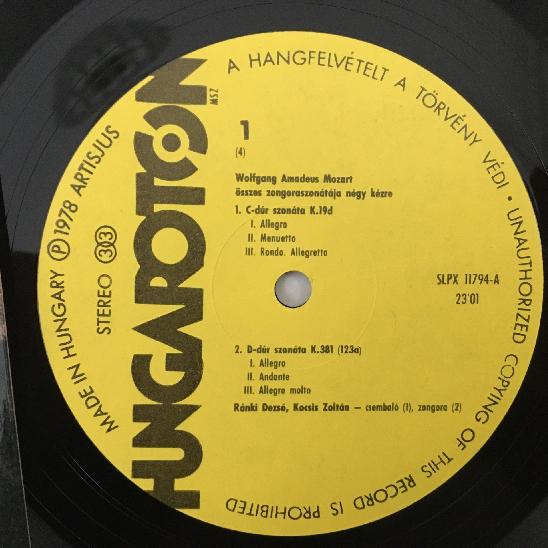 HUNGAROTON
MSZ
A HANGFELVÉTELT A TÖRVÉNY VÉDI • UNAUTHORIZED COPYING OF THIS RECORD IS PROHIBITED
MADE IN HUNGARY Ⓟ 1978 ARTISJUS
STEREO 33
1
(4)
Wolfgang Amadeus Mozart
összes zongoraszonátája négy kézre
1. C-dúr szonáta K.19d
I. Allegro
II. Menuetto
III. Rondo. Allegretto
SLPX 11794-A
23'01
2. D-dúr szonáta K.381 (123a)
I. Allegro
II. Andante
III. Allegro molto
Ránki Dezső, Kocsis Zoltán — csembaló (1), zongora (2)